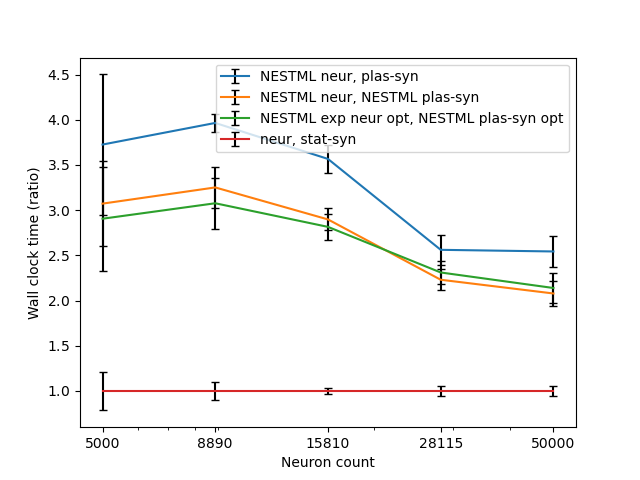 NESTML neur, plas-syn
NESTML neur, NESTML plas-syn
NESTML exp neur opt, NESTML plas-syn opt
neur, stat-syn
4.5
4.0
3.5
3.0
2.5
2.0
1.5
1.0
Wall clock time (ratio)
5000 8890 15810 28115 50000
Neuron count